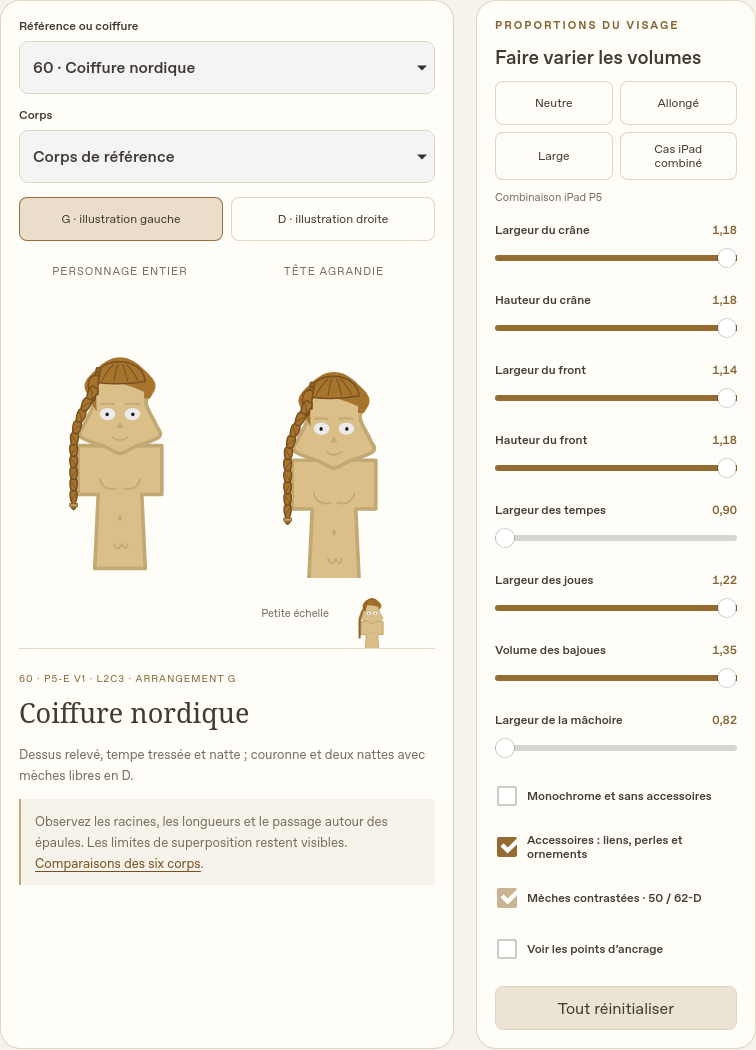 Référence ou coiffure
60 · Coiffure nordique
Corps
Corps de référence
G · illustration gauche
D · illustration droite
PERSONNAGE ENTIER
TÊTE AGRANDIE
Petite échelle
60 · P5-E V1 · L2C3 · ARRANGEMENT G
Coiffure nordique
Dessus relevé, tempe tressée et natte ; couronne et deux nattes avec
mèches libres en D.
Observez les racines, les longueurs et le passage autour des
épaules. Les limites de superposition restent visibles.
Comparaisons des six corps.
PROPORTIONS DU VISAGE
Faire varier les volumes
Neutre
Allongé
Large
Cas iPad
combiné
Combinaison iPad P5
Largeur du crâne 1,18
Hauteur du crâne 1,18
Largeur du front 1,14
Hauteur du front 1,18
Largeur des tempes 0,90
Largeur des joues 1,22
Volume des bajoues 1,35
Largeur de la mâchoire 0,82
Monochrome et sans accessoires
Accessoires : liens, perles et
ornements
Mèches contrastées · 50 / 62-D
Voir les points d’ancrage
Tout réinitialiser